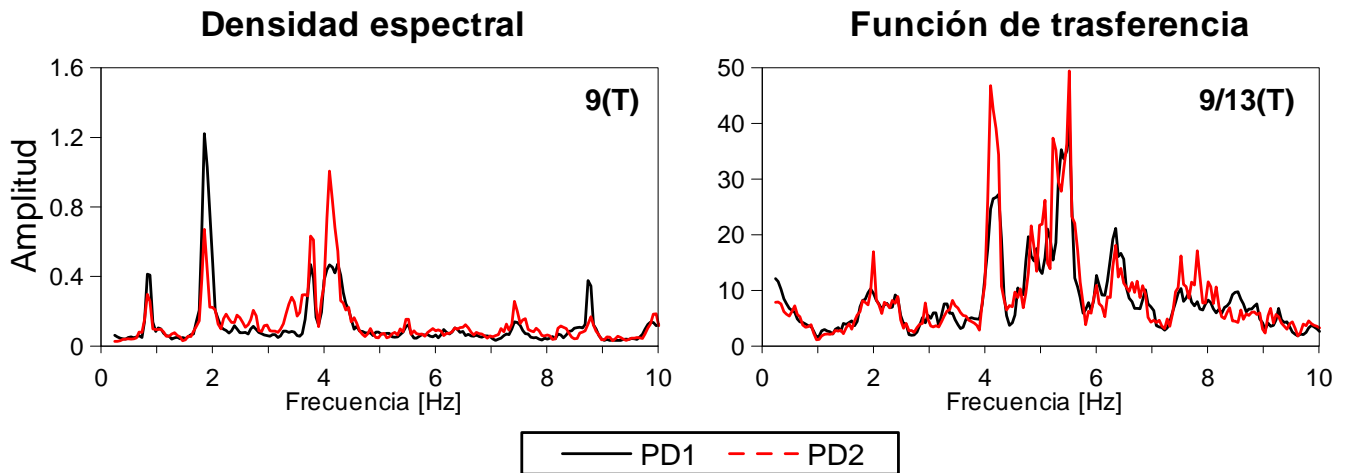 Densidad espectral
1.6
1.2
0.8
0.4
0
Amplitud
9(T)
0 2 4 6 8 10
Frecuencia [Hz]
Función de trasferencia
50
40
30
20
10
0
9/13(T)
0 2 4 6 8 10
Frecuencia [Hz]
PD1 PD2